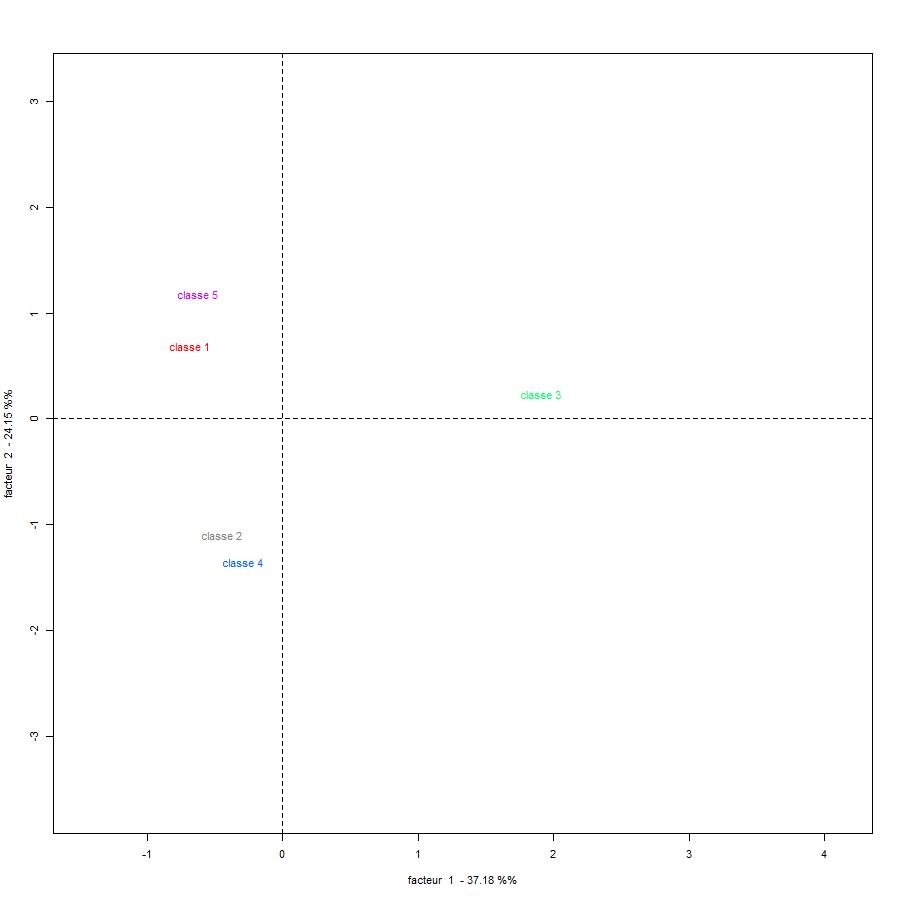 3
2
classe 5
1
classe 1
classe 3
0
facteur 2 - 24.15 %%
-1
classe 2
classe 4
-2
-3
-1 0 1 2 3 4
facteur 1 - 37.18 %%